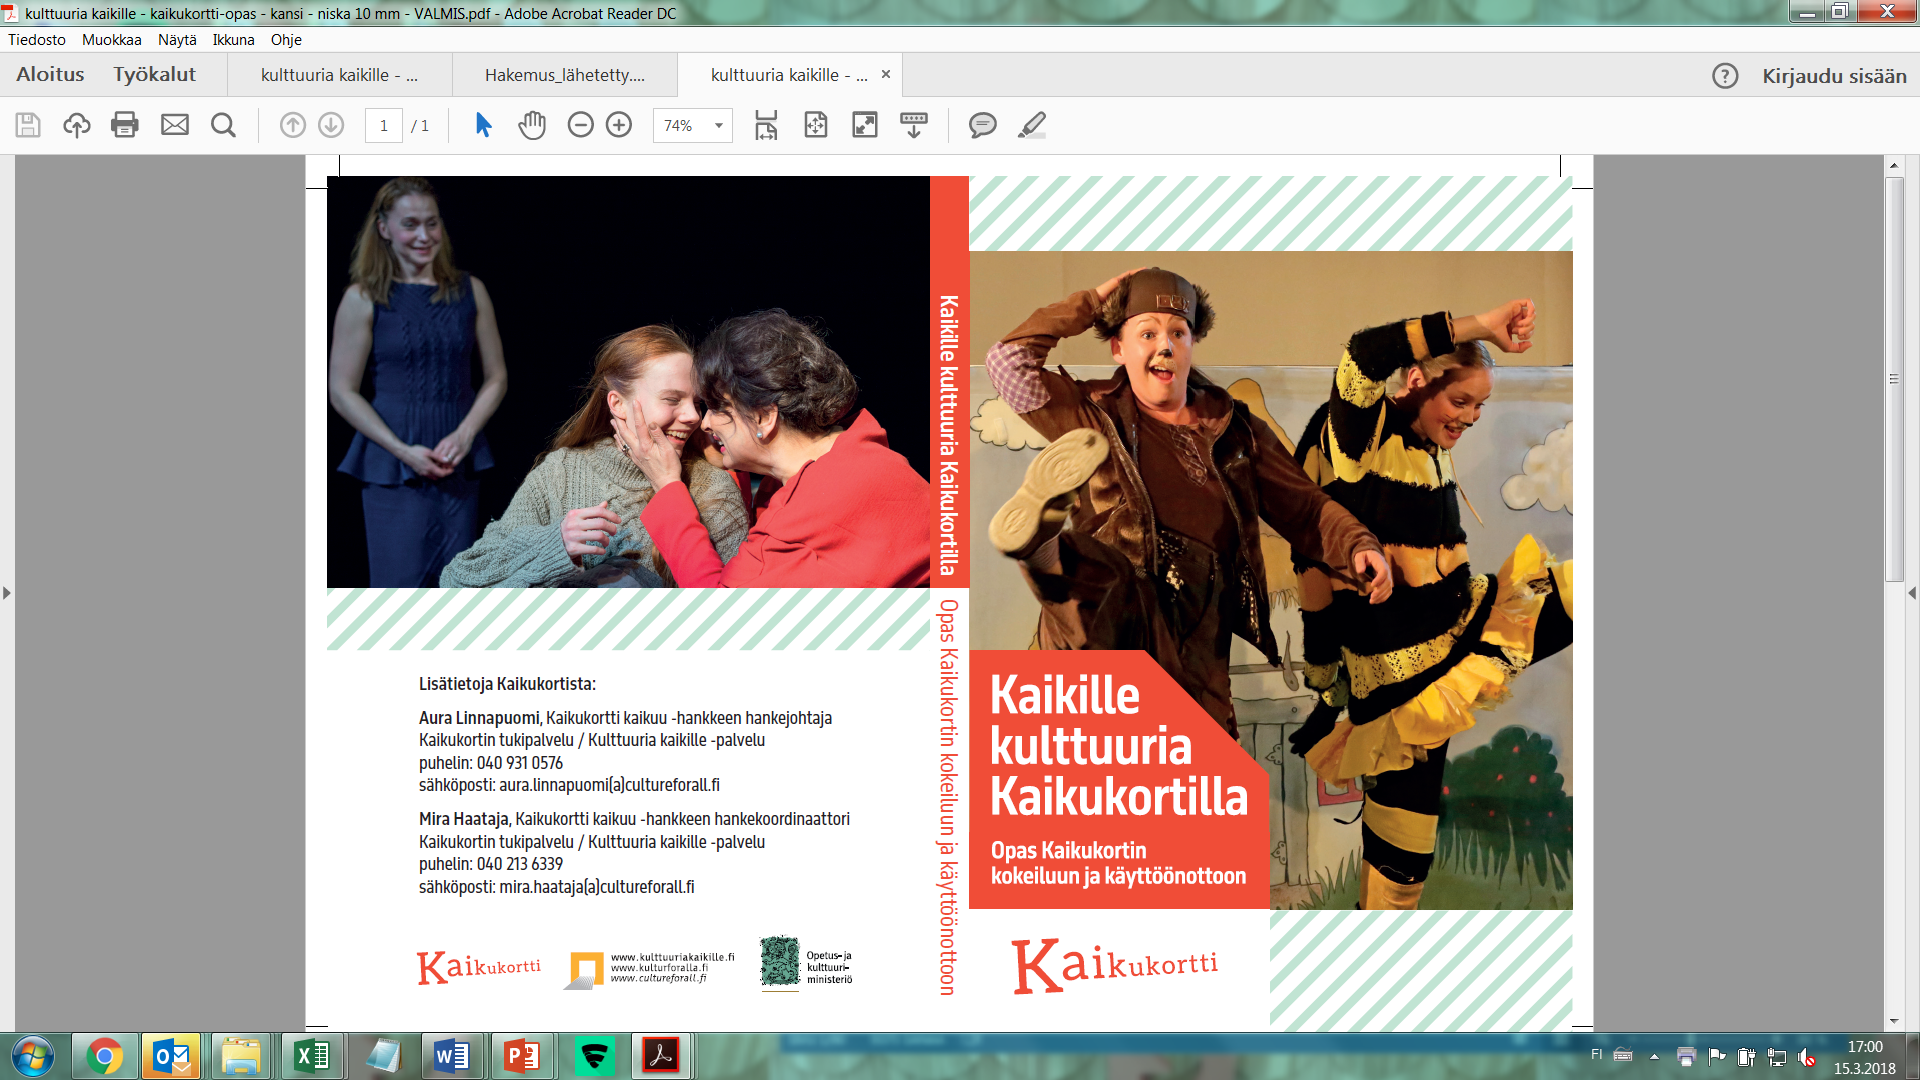 kulttuuria kaikille - kaikukortti-opas - kansi - niska 10 mm - VALMIS.pdf - Adobe Acrobat Reader DC
Tiedosto Muokkaa Näytä Ikkuna Ohje
Aloitus Työkalut kulttuuria kaikille - ... Hakemus_lähetetty.... kulttuuria kaikille - ... × ? Kirjaudu sisään
1 / 1 74%
Lisätietoja Kaikukortista:
Aura Linnapuomi, Kaikukortti kaikuu -hankkeen hankejohtaja
Kaikukortin tukipalvelu / Kulttuuria kaikille -palvelu
puhelin: 040 931 0576
sähköposti: aura.linnapuomi(a)cultureforall.fi
Mira Haataja, Kaikukortti kaikuu -hankkeen hankekoordinaattori
Kaikukortin tukipalvelu / Kulttuuria kaikille -palvelu
puhelin: 040 213 6339
sähköposti: mira.haataja(a)cultureforall.fi
Kaikukortti
www.kulttuuriakaikille.fi
www.kulturforalla.fi
www.cultureforall.fi
Opetus- ja
kulttuuri-
ministeriö
Kaikille kulttuuria Kaikukortilla Opas Kaikukortin kokeiluun ja käyttöönottoon
Kaikille
kulttuuria
Kaikukortilla
Opas Kaikukortin
kokeiluun ja käyttöönottoon
Kaikukortti
FI 17:00
15.3.2018